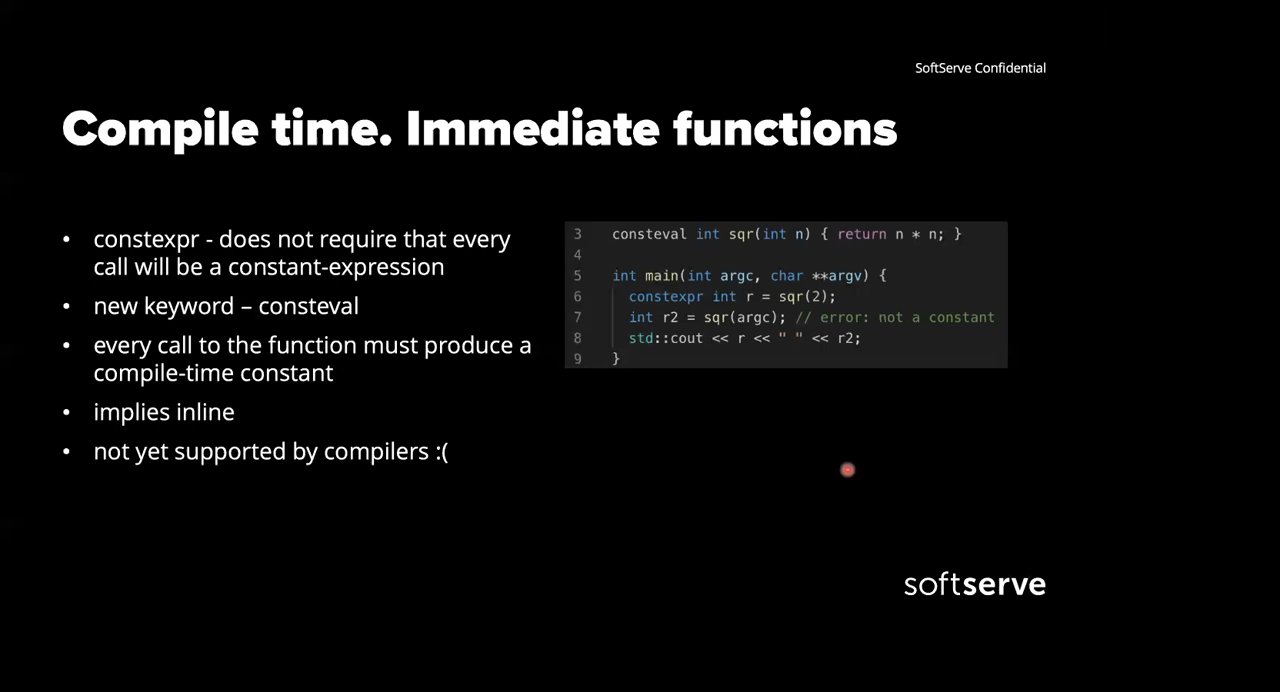 SoftServe Confidential
Compile time. Immediate functions
• constexpr - does not require that every
call will be a constant-expression
• new keyword – consteval
• every call to the function must produce a
compile-time constant
• implies inline
• not yet supported by compilers :(
3 consteval int sqr(int n) { return n * n; }
4
5 int main(int argc, char **argv) {
6 constexpr int r = sqr(2);
7 int r2 = sqr(argc); // error: not a constant
8 std::cout << r << " " << r2;
9 }
softserve